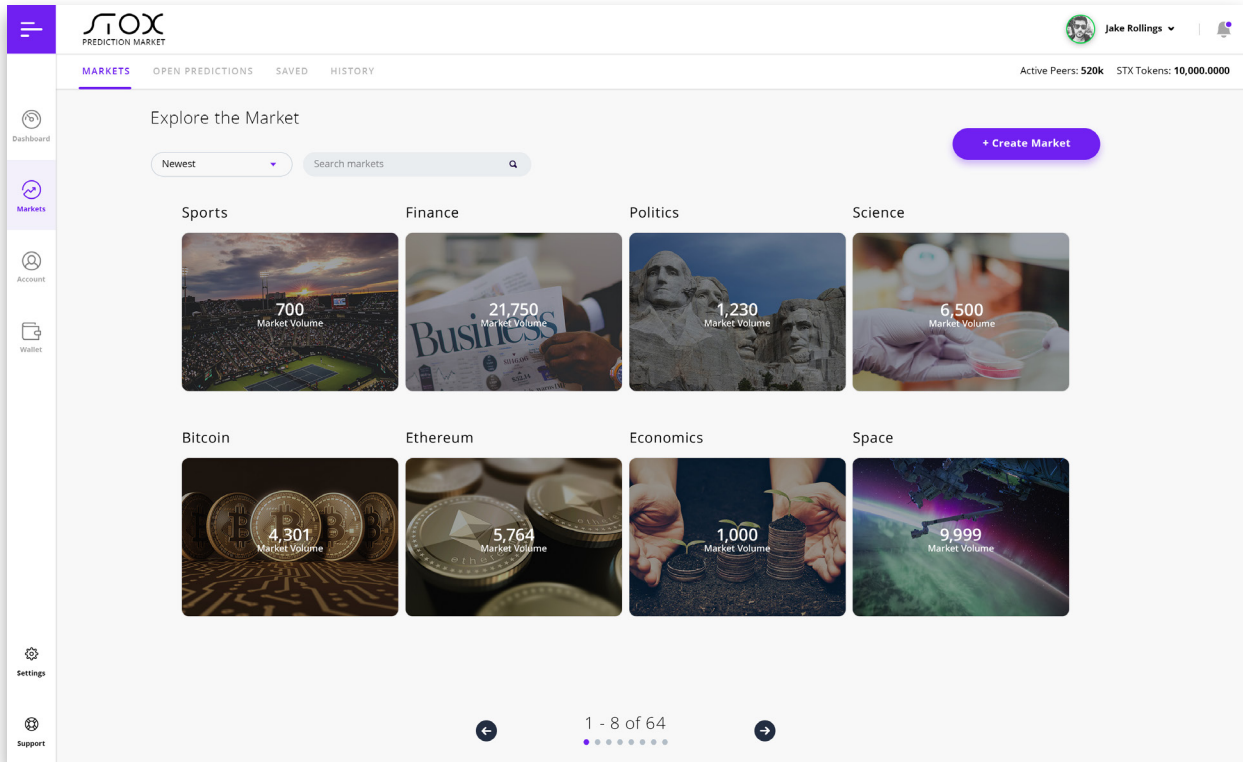 STOX
PREDICTION MARKET
Jake Rollings
MARKETS OPEN PREDICTIONS SAVED HISTORY
Active Peers: 520k STX Tokens: 10,000.0000
Dashboard
Markets
Account
Wallet
Settings
Support
Explore the Market
Newest
Search markets
+ Create Market
Sports
700
Market Volume
Finance
Business
21,750
Market Volume
Politics
1,230
Market Volume
Science
6,500
Market Volume
Bitcoin
4,301
Market Volume
Ethereum
5,764
Market Volume
Economics
1,000
Market Volume
Space
9,999
Market Volume
1 - 8 of 64